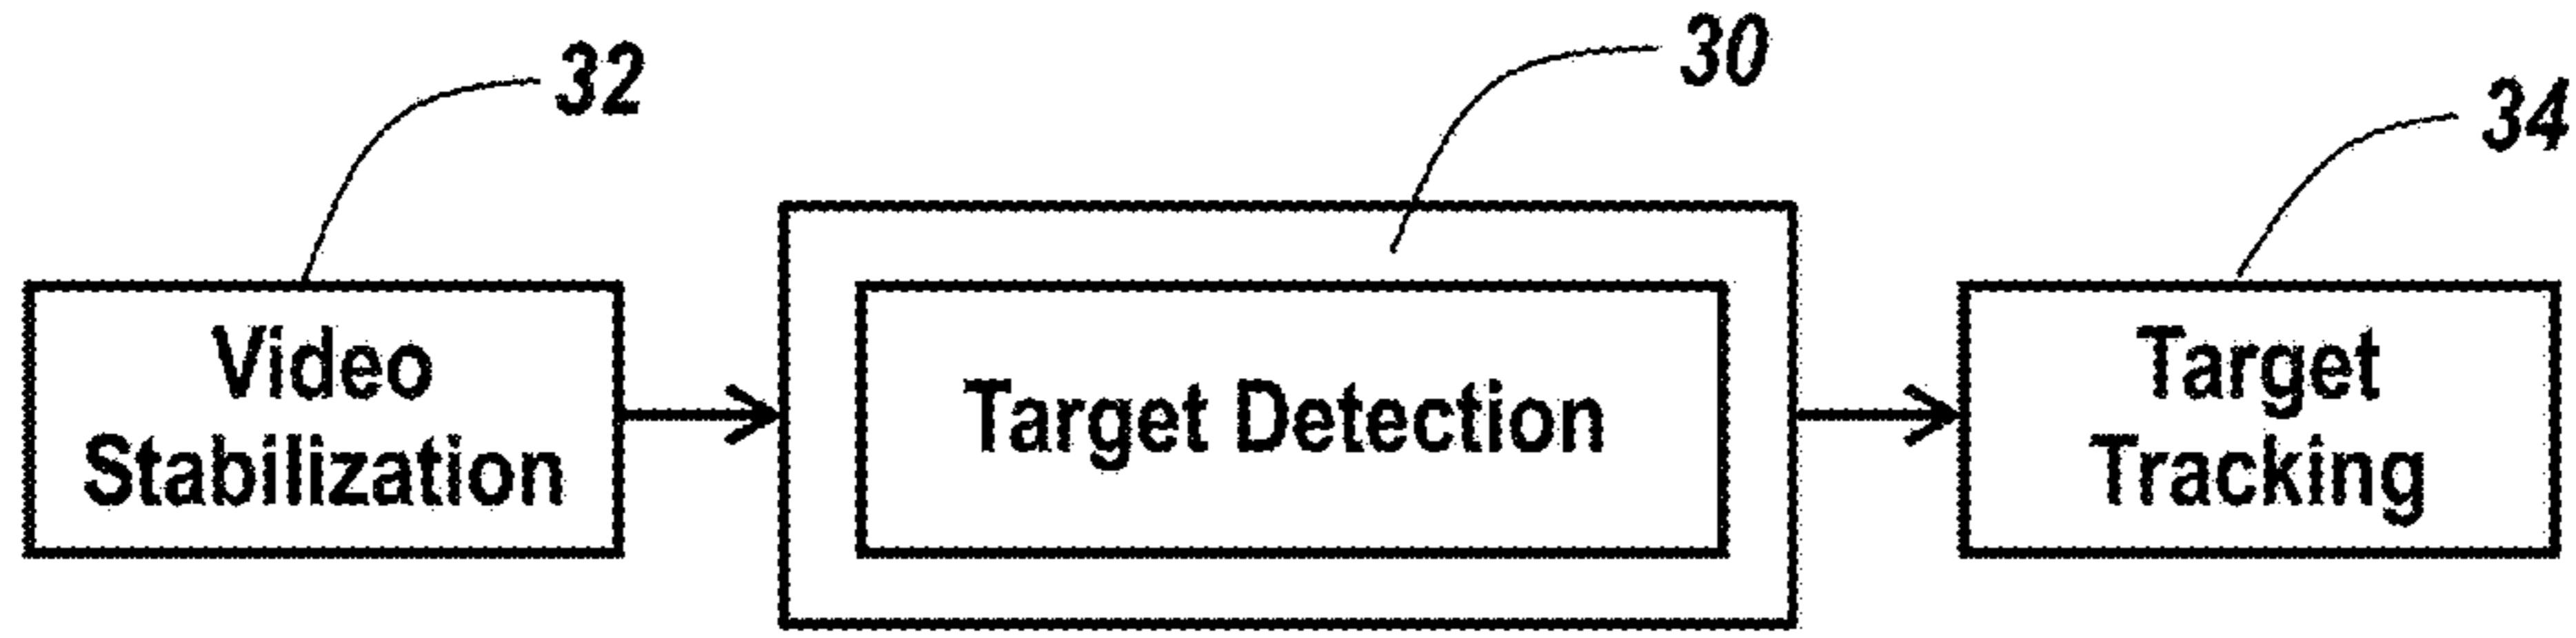 32
30
34
Video
Stabilization
Target Detection
Target
Tracking